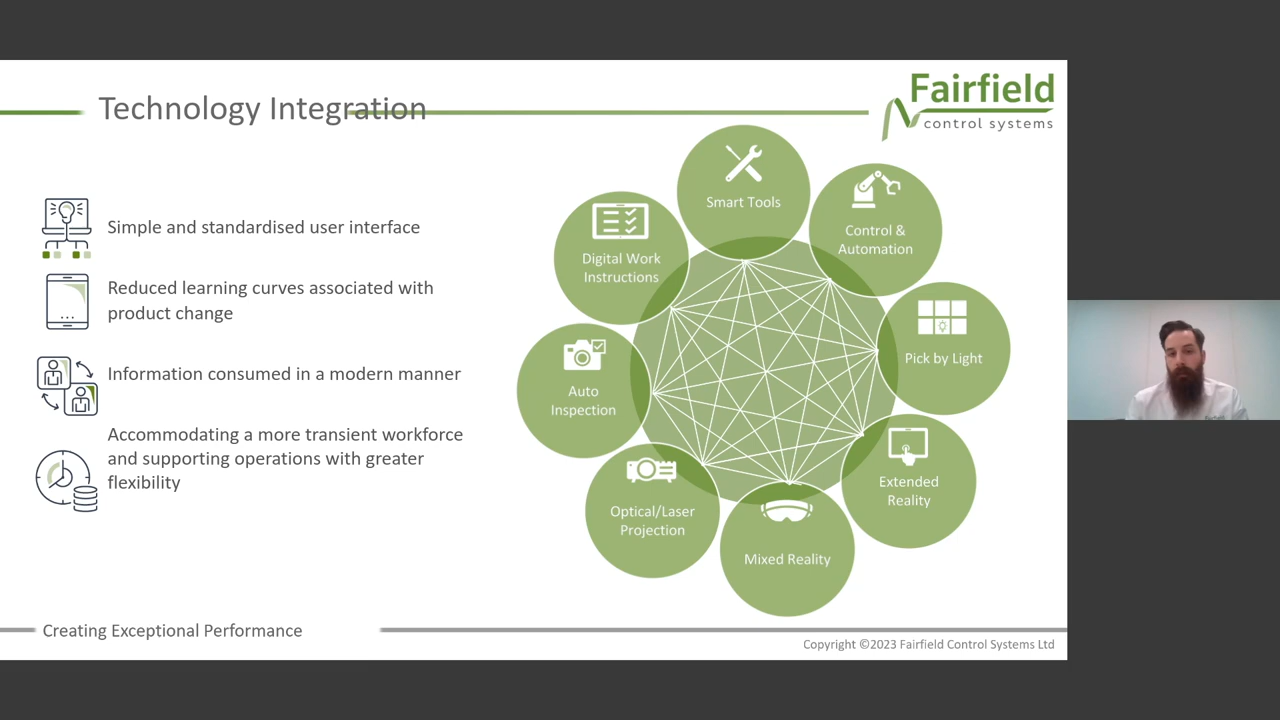 Technology Integration
Fairfield
control systems
Simple and standardised user interface
Reduced learning curves associated with
product change
Information consumed in a modern manner
Accommodating a more transient workforce
and supporting operations with greater
flexibility
Smart Tools
Control &
Automation
Pick by Light
Extended
Reality
Mixed Reality
Optical/Laser
Projection
Auto
Inspection
Digital Work
Instructions
Creating Exceptional Performance
Copyright ©2023 Fairfield Control Systems Ltd